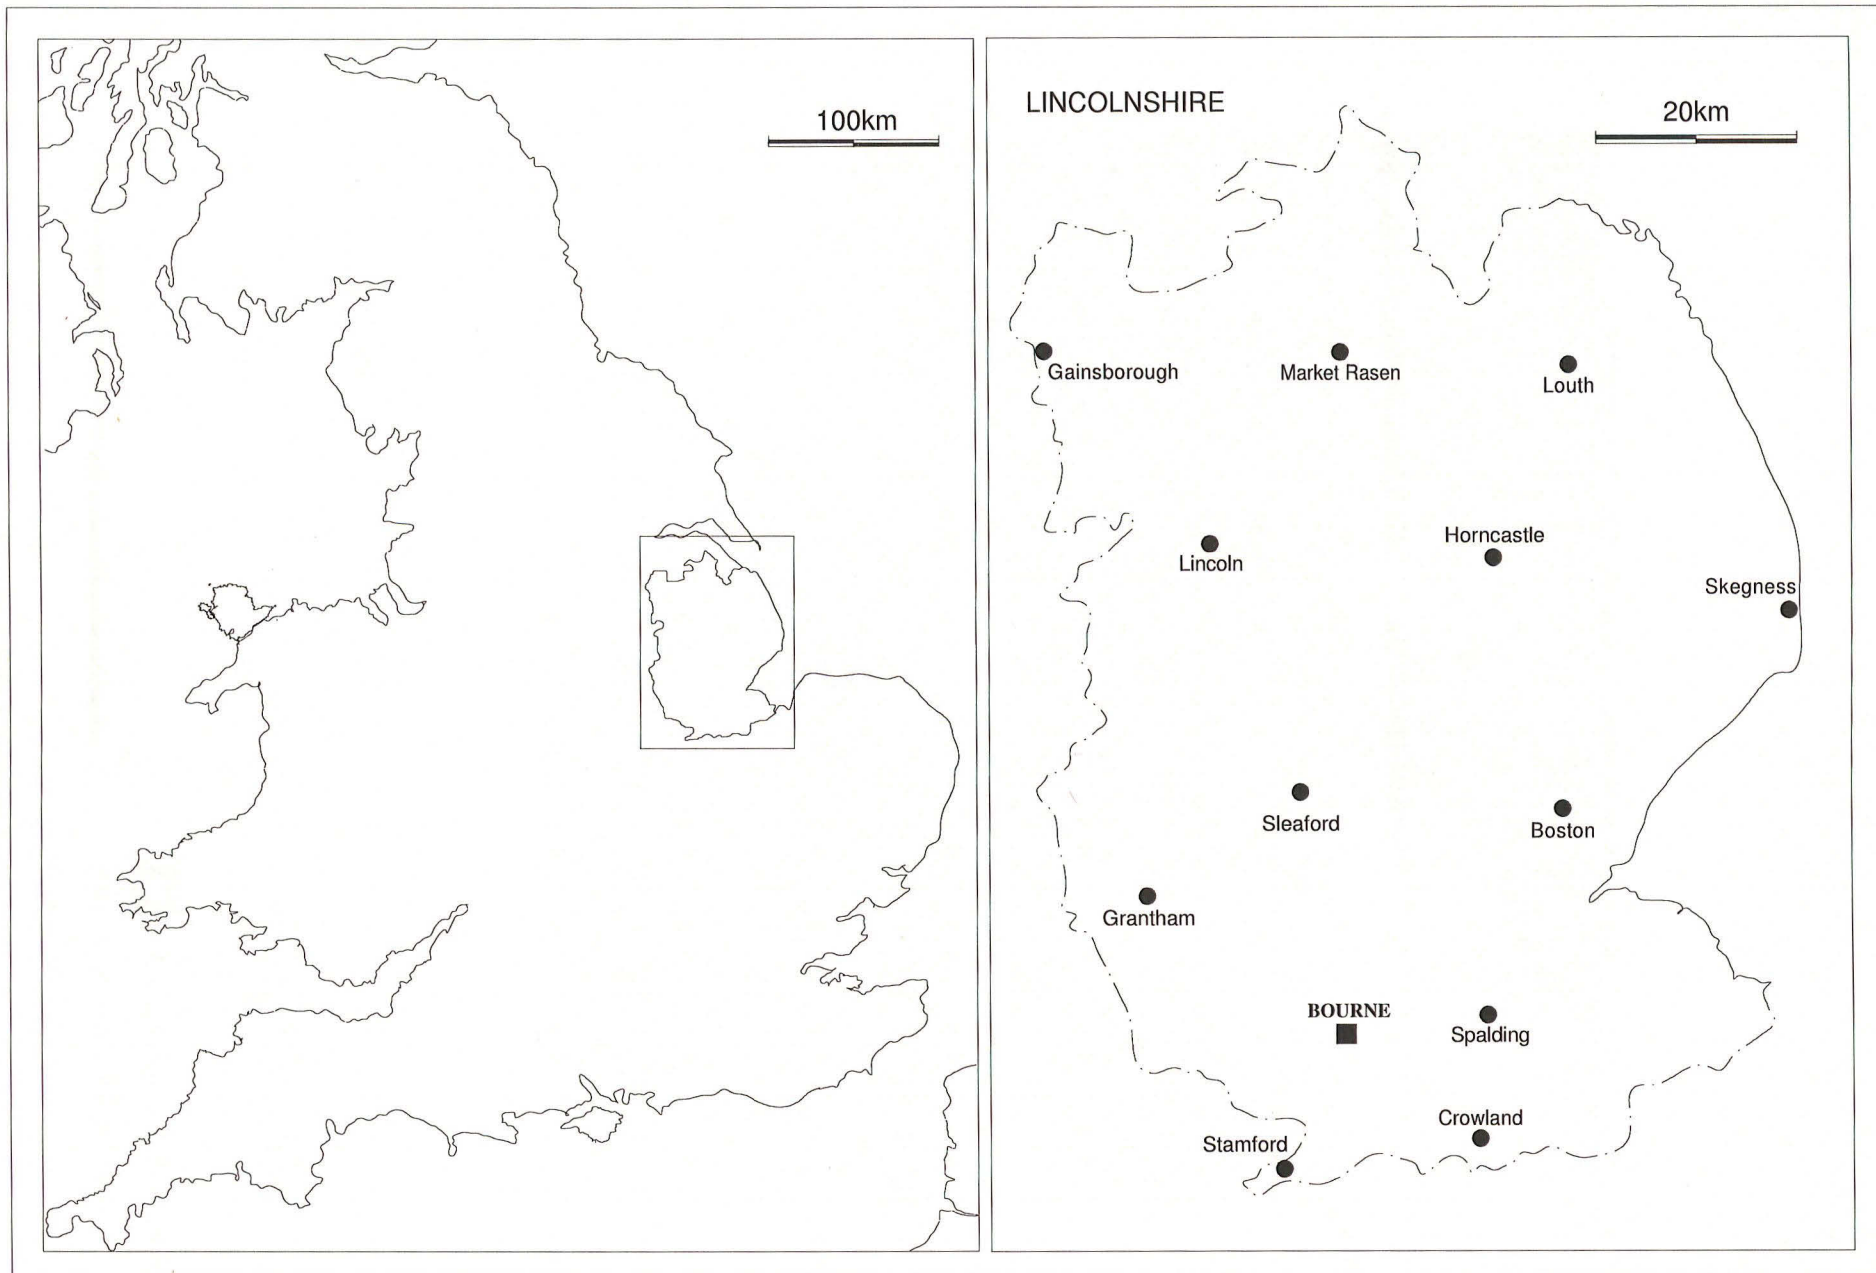 100km
LINCOLNSHIRE
20km
Gainsborough
Market Rasen
Louth
Lincoln
Horncastle
Skegness
Sleaford
Boston
Grantham
BOURNE
Spalding
Crowland
Stamford